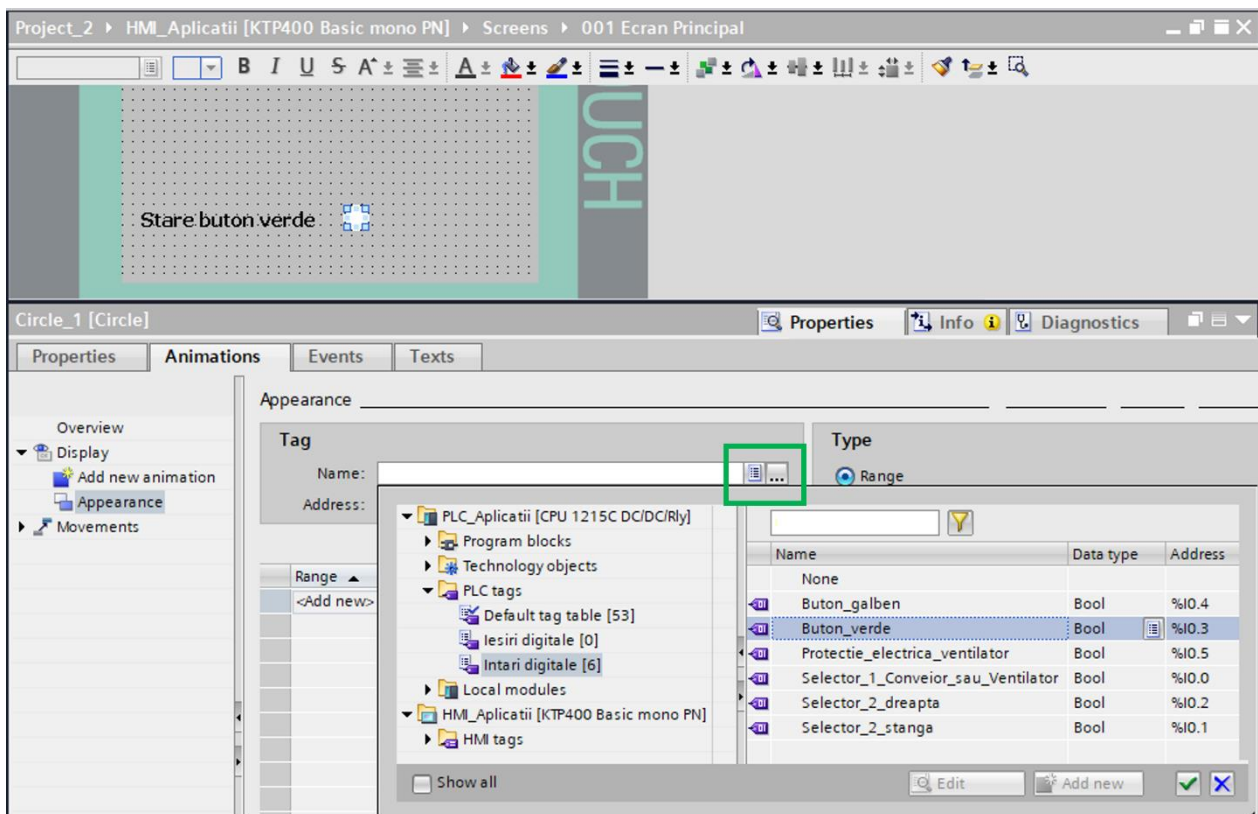 Project_2 ▸ HMI_Aplicatii [KTP400 Basic mono PN] ▸ Screens ▸ 001 Ecran Principal
B I U S A
OUCH
Stare buton verde
Circle_1 [Circle]
Properties Info Diagnostics
Properties Animations Events Texts
Appearance
Overview
Display
Add new animation
Appearance
Movements
Tag
Name: ...
Address:
Type
Range
Range
<Add new>
PLC_Aplicatii [CPU 1215C DC/DC/Rly]
Program blocks
Technology objects
PLC tags
Default tag table [53]
Iesiri digitale [0]
Intari digitale [6]
Local modules
HMI_Aplicatii [KTP400 Basic mono PN]
HMI tags
Name Data type Address
None
Buton_galben Bool %I0.4
Buton_verde Bool %I0.3
Protectie_electrica_ventilator Bool %I0.5
Selector_1_Conveior_sau_Ventilator Bool %I0.0
Selector_2_dreapta Bool %I0.2
Selector_2_stanga Bool %I0.1
Show all Edit Add new